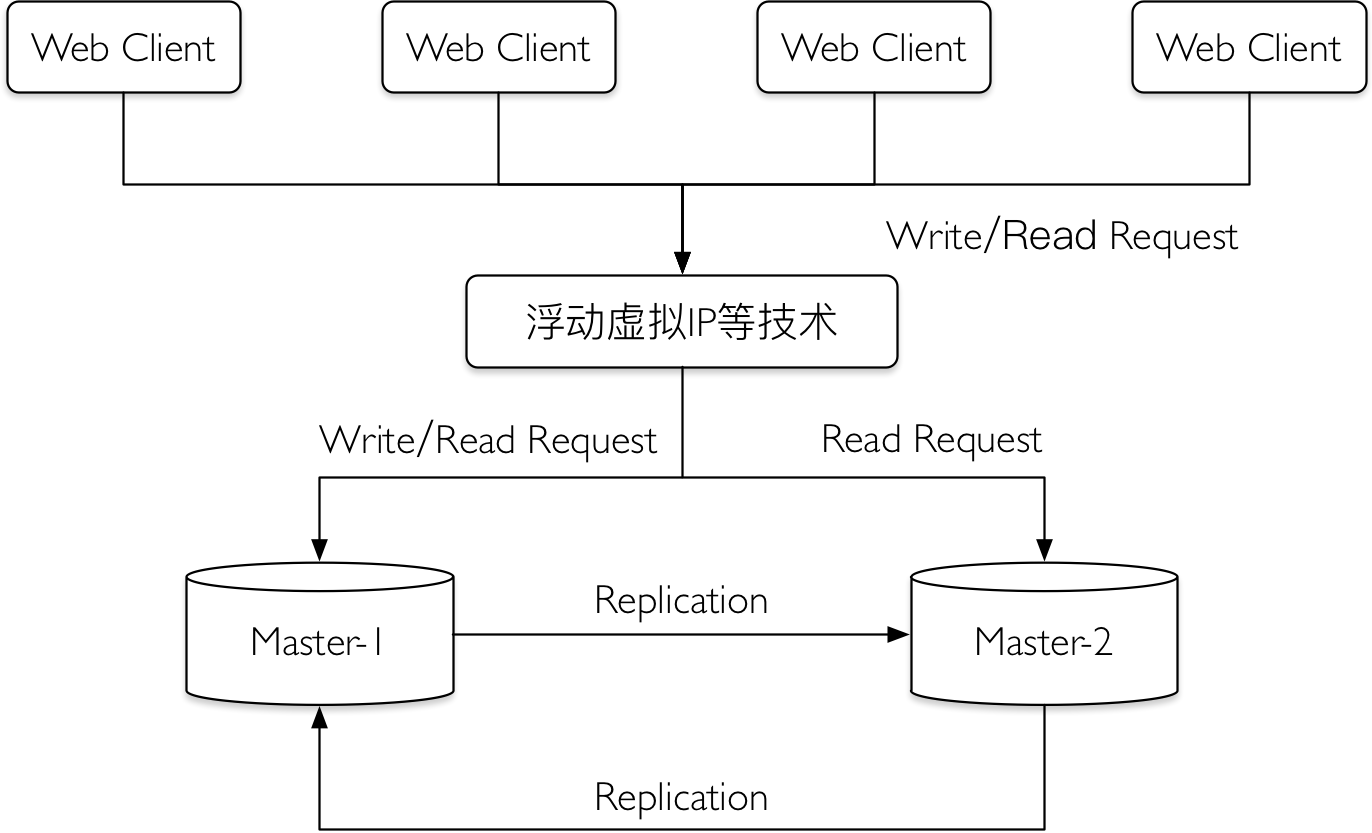 Web Client
Web Client
Web Client
Web Client
Write/Read Request
浮动虚拟IP等技术
Write/Read Request
Read Request
Replication
Master-1
Master-2
Replication